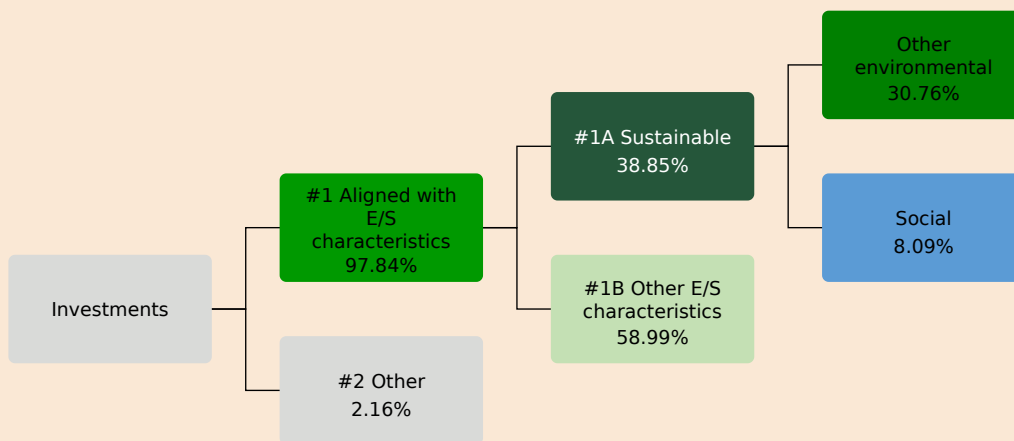 Investments
#1 Aligned with
E/S
characteristics
97.84%
#2 Other
2.16%
#1A Sustainable
38.85%
#1B Other E/S
characteristics
58.99%
Other
environmental
30.76%
Social
8.09%